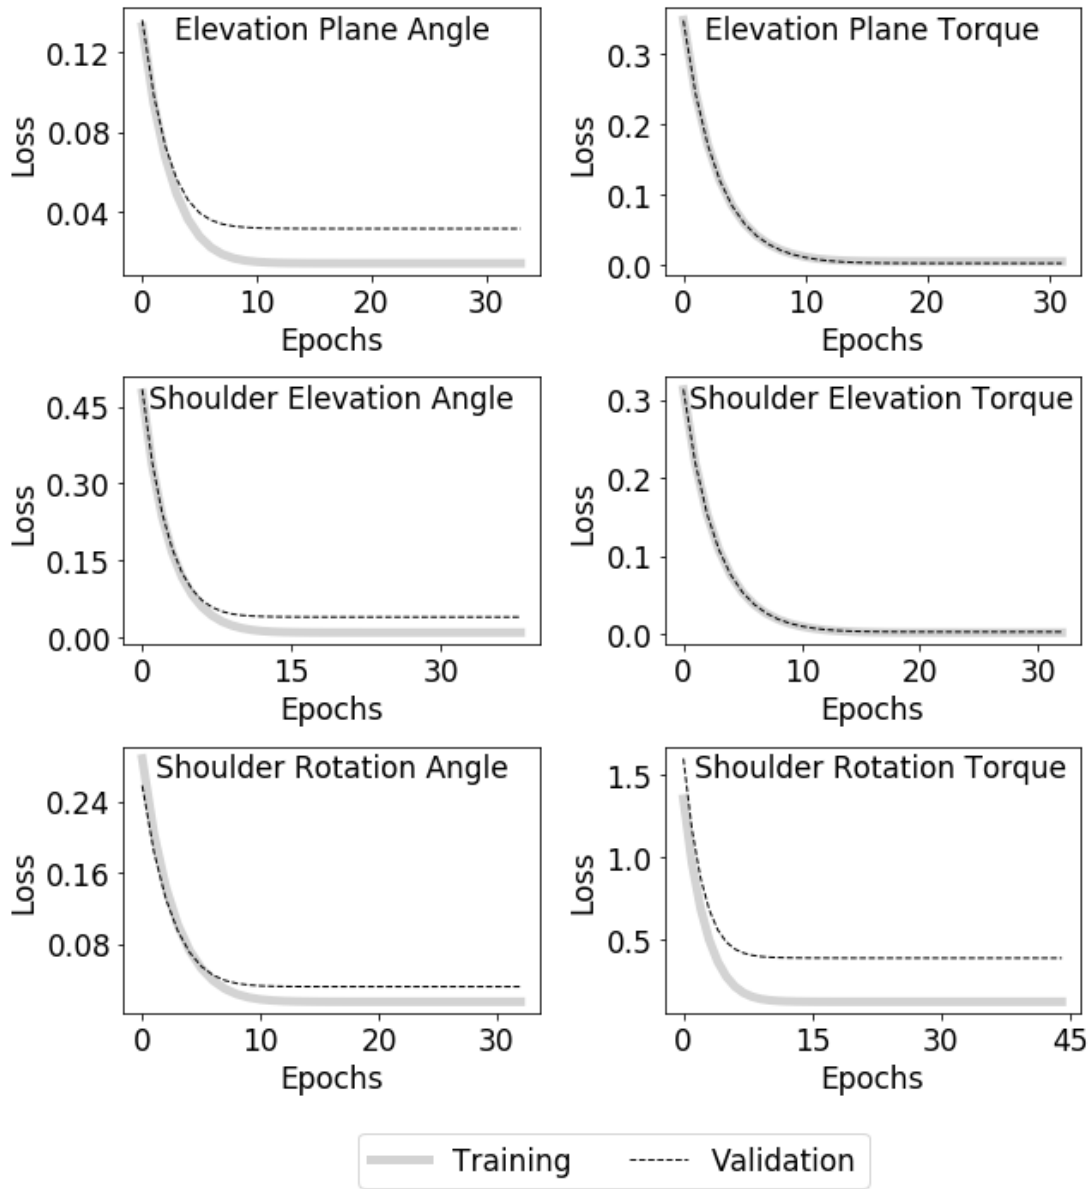 Elevation Plane Angle
Loss
0.12
0.08
0.04
0 10 20 30
Epochs
Elevation Plane Torque
Loss
0.3
0.2
0.1
0.0
0 10 20 30
Epochs
Shoulder Elevation Angle
Loss
0.45
0.30
0.15
0.00
0 15 30
Epochs
Shoulder Elevation Torque
Loss
0.3
0.2
0.1
0.0
0 10 20 30
Epochs
Shoulder Rotation Angle
Loss
0.24
0.16
0.08
0 10 20 30
Epochs
Shoulder Rotation Torque
Loss
1.5
1.0
0.5
0 15 30 45
Epochs
Training Validation